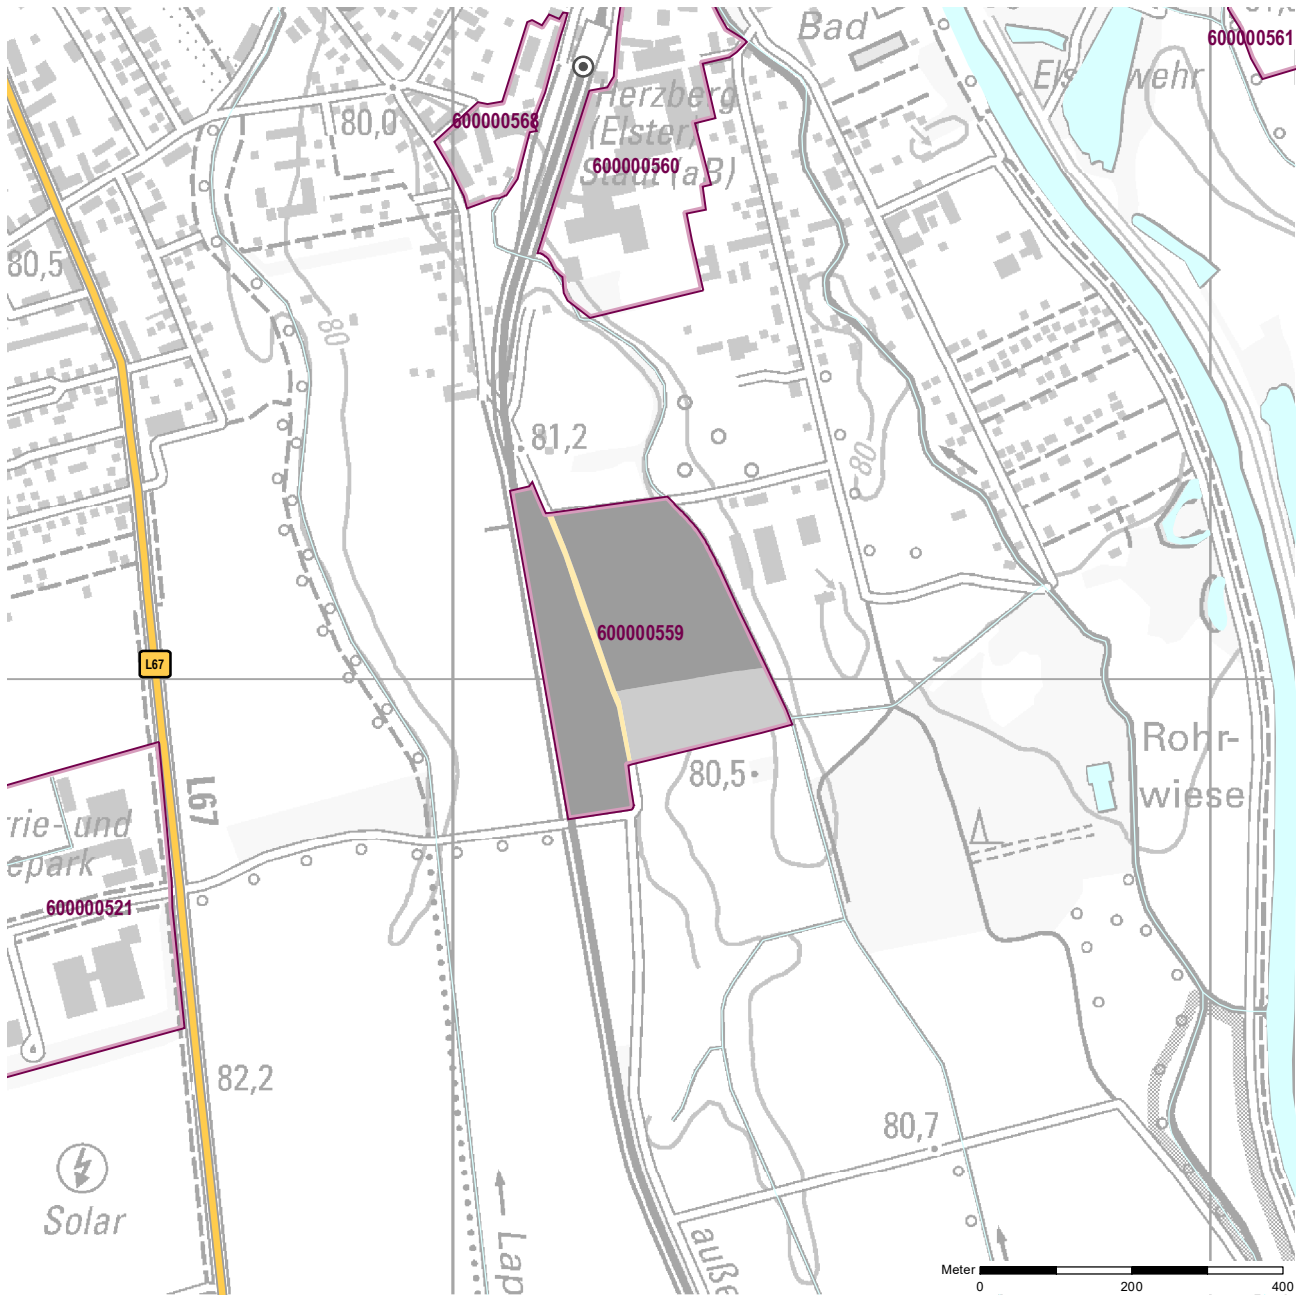 Bad
600000561
Elsterwehr
Herzberg
(Elster)
Stadt (aB)
600000568
80,0
600000560
80,5
80
81,2
80
600000559
L67
Rohr-
wiese
80,5
L67
rie- und
epark
600000521
82,2
80,7
Solar
Lap
auße
Meter
0
200
400